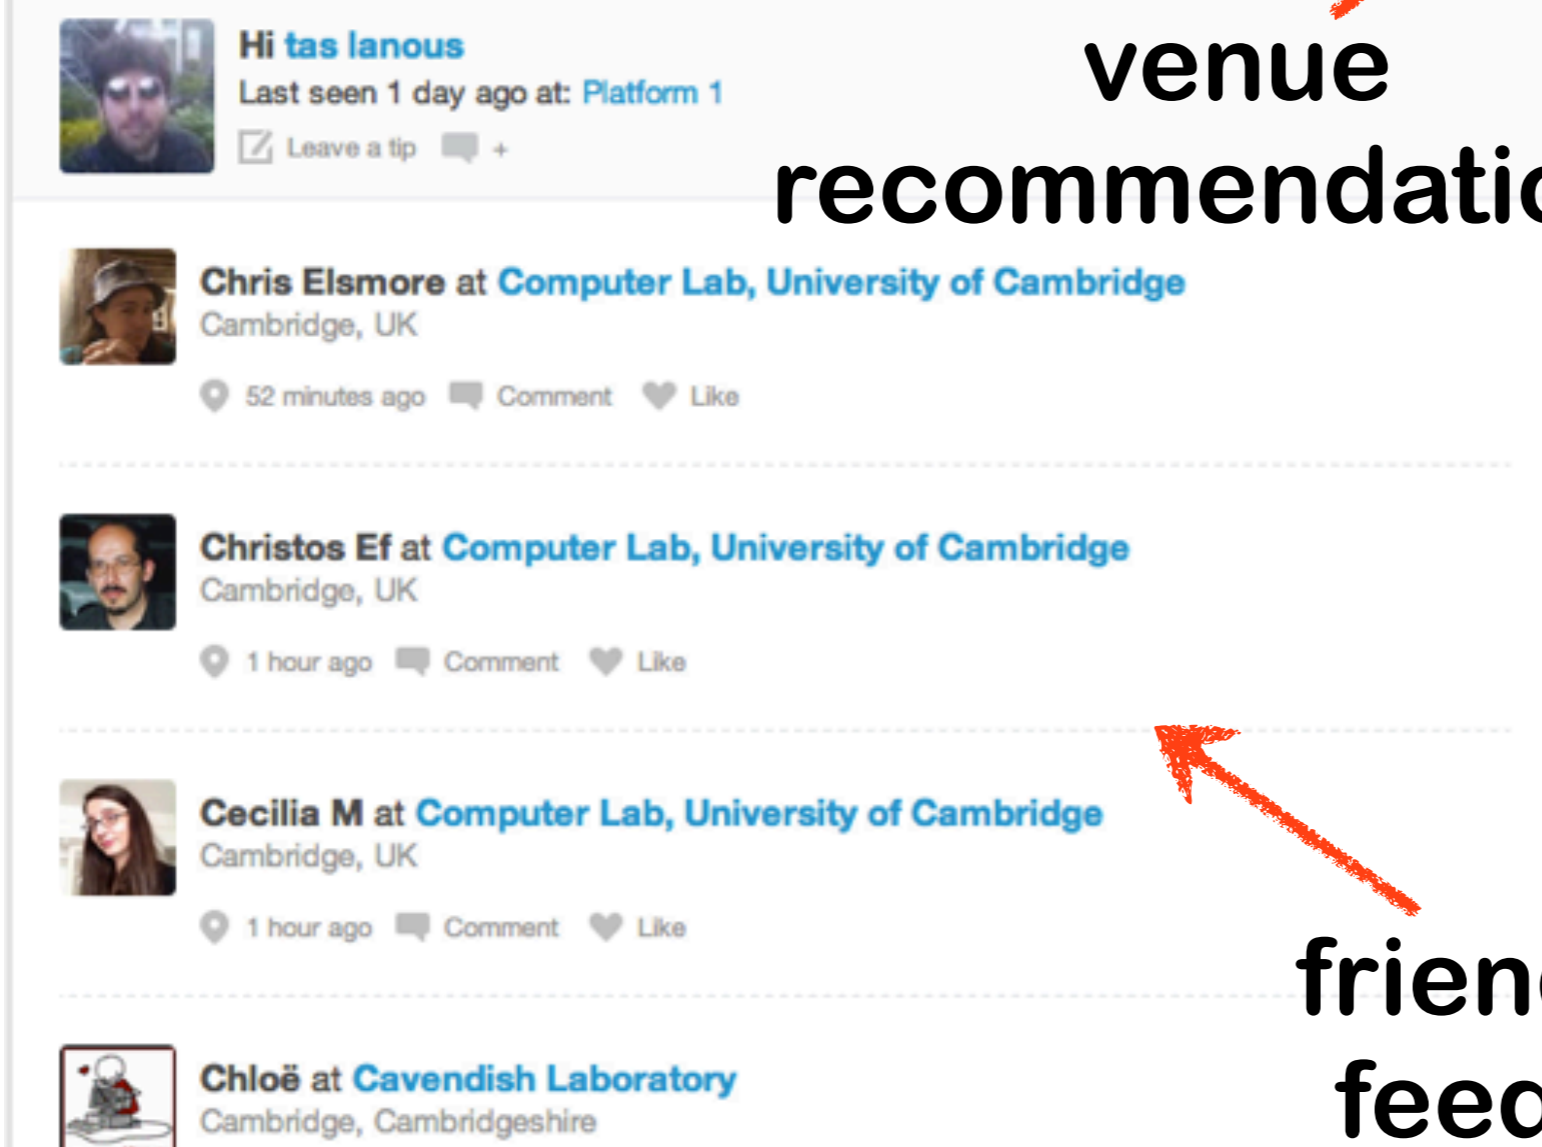 Hi tas lanous
Last seen 1 day ago at: Platform 1
Leave a tip +
venue
recommendatio
Chris Elsmore at Computer Lab, University of Cambridge
Cambridge, UK
52 minutes ago Comment Like
Christos Ef at Computer Lab, University of Cambridge
Cambridge, UK
1 hour ago Comment Like
Cecilia M at Computer Lab, University of Cambridge
Cambridge, UK
1 hour ago Comment Like
friend
feed
Chloë at Cavendish Laboratory
Cambridge, Cambridgeshire